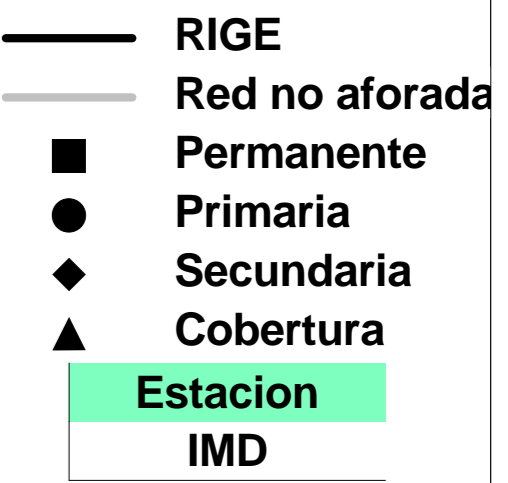 RIGE
Red no aforada
Permanente
Primaria
Secundaria
Cobertura
Estacion
IMD